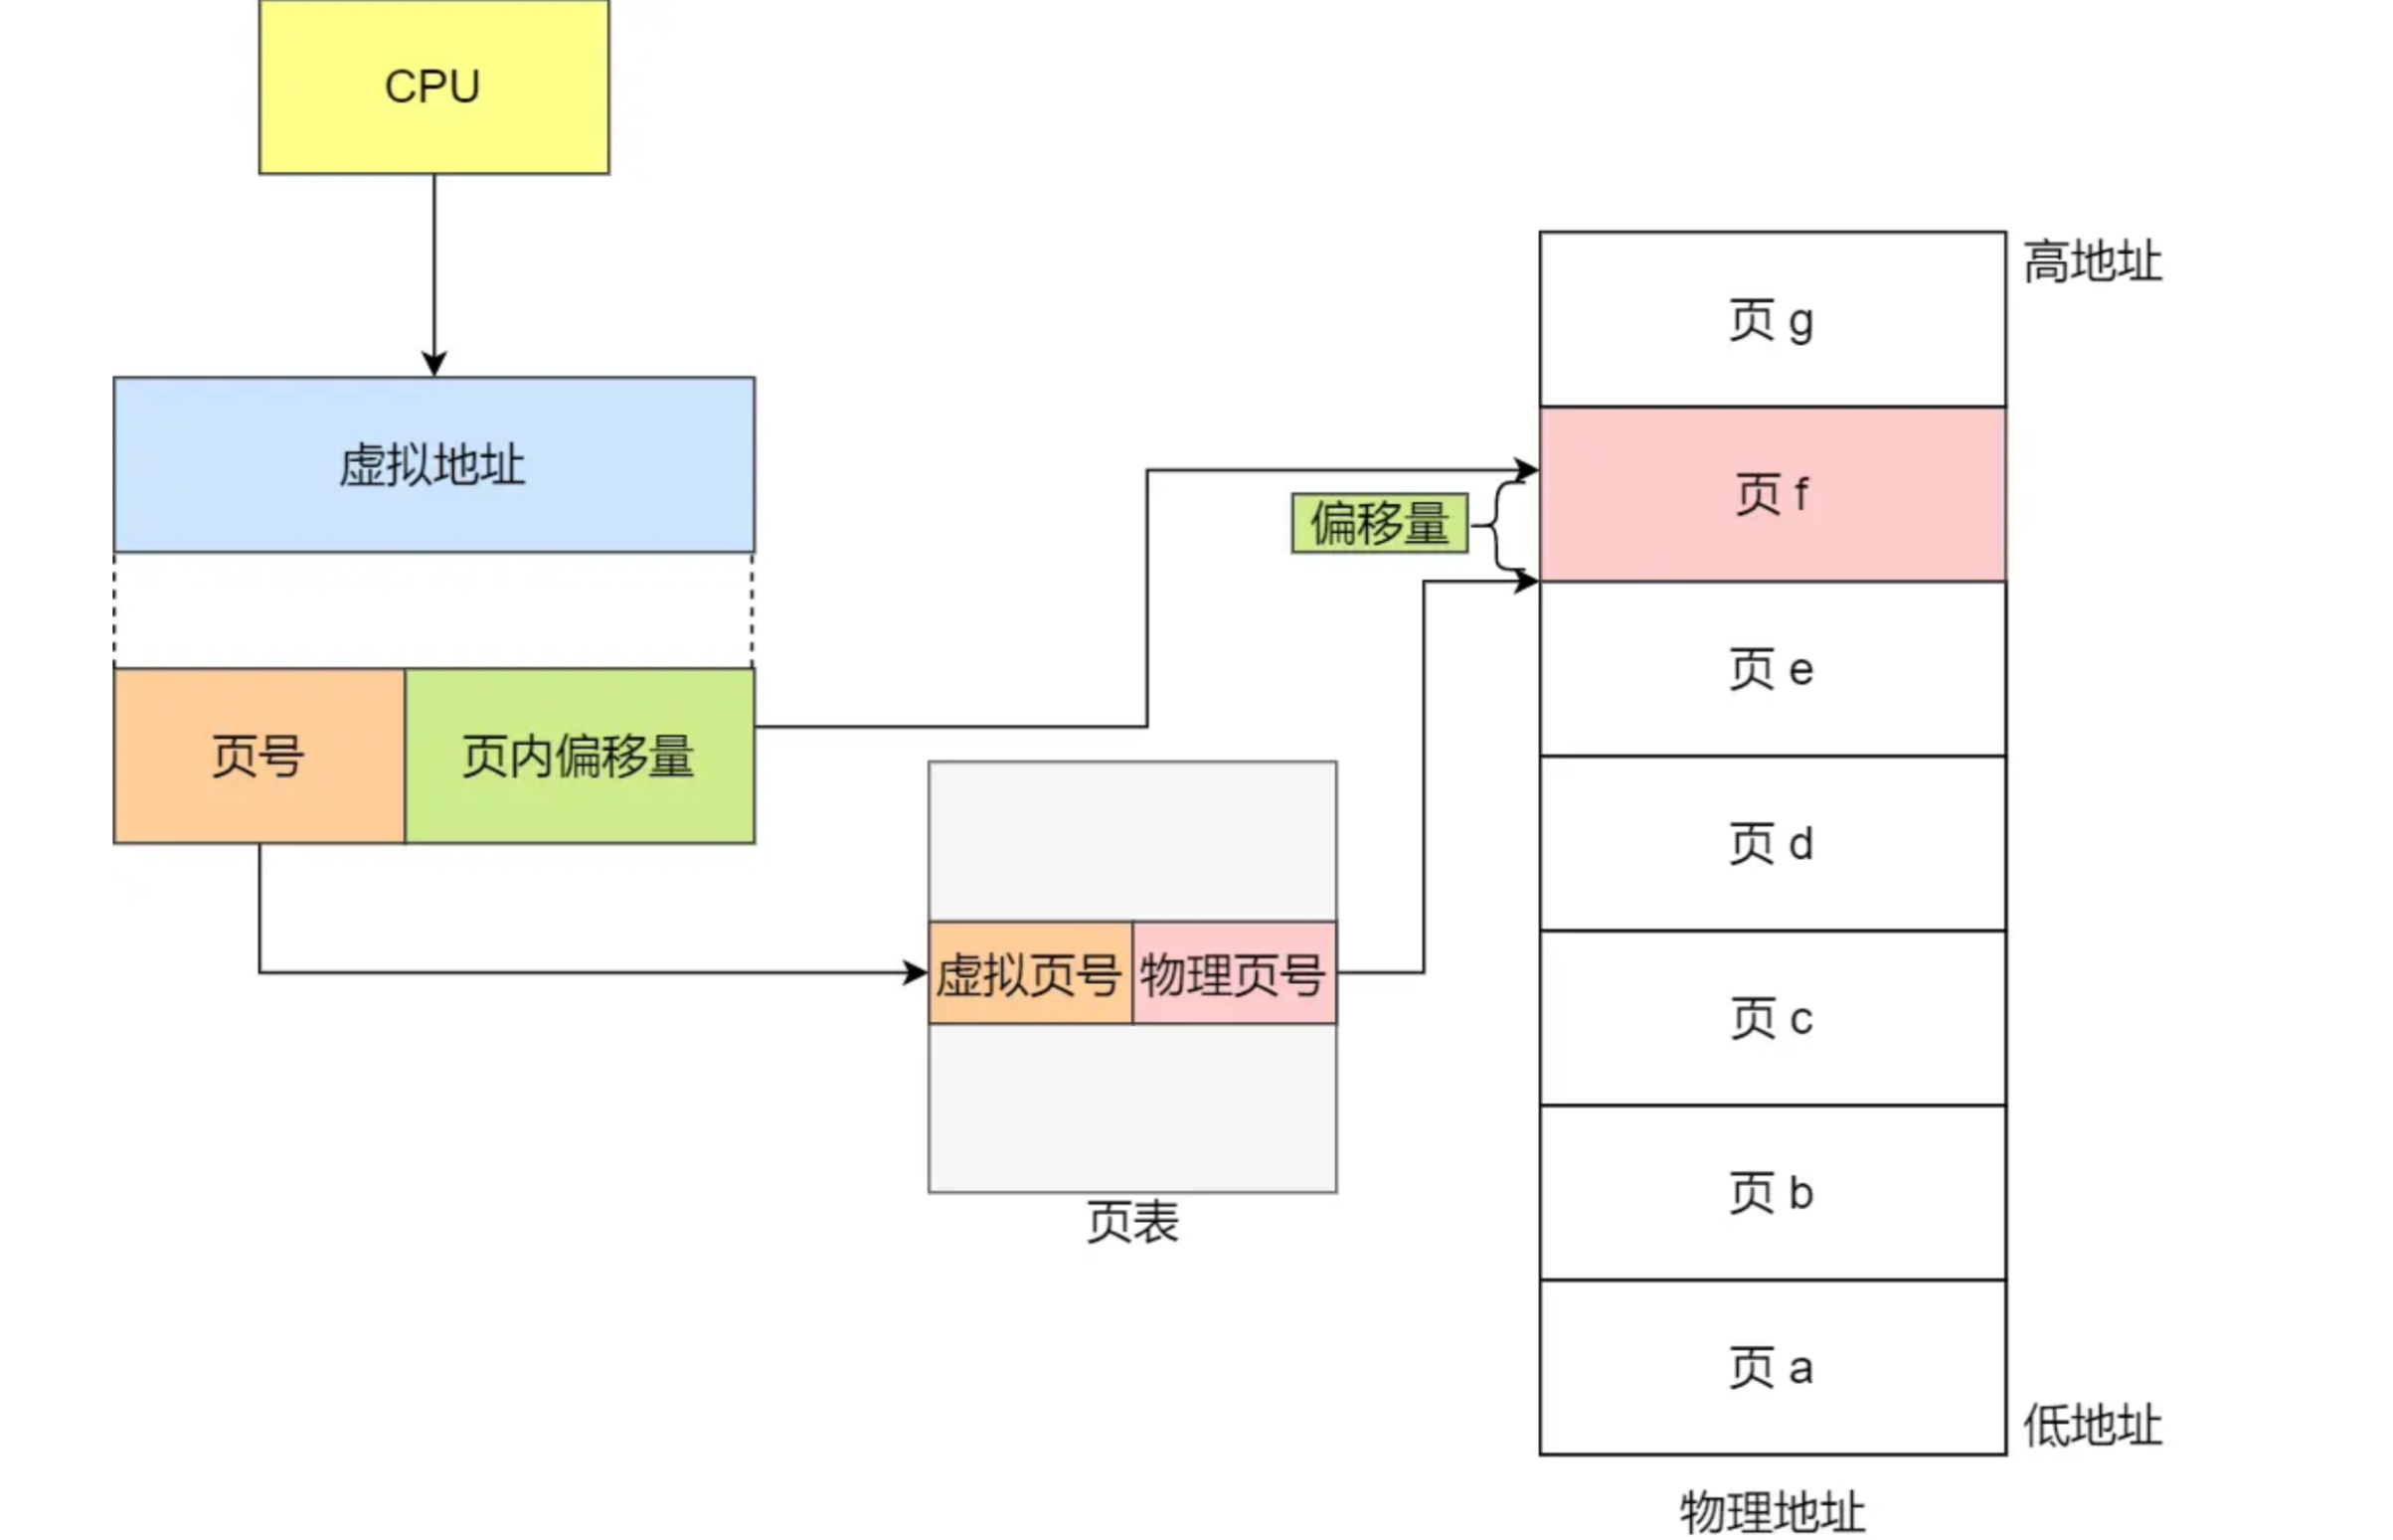 CPU
虚拟地址
页号
页内偏移量
虚拟页号
物理页号
页表
偏移量
高地址
页 g
页 f
页 e
页 d
页 c
页 b
页 a
低地址
物理地址